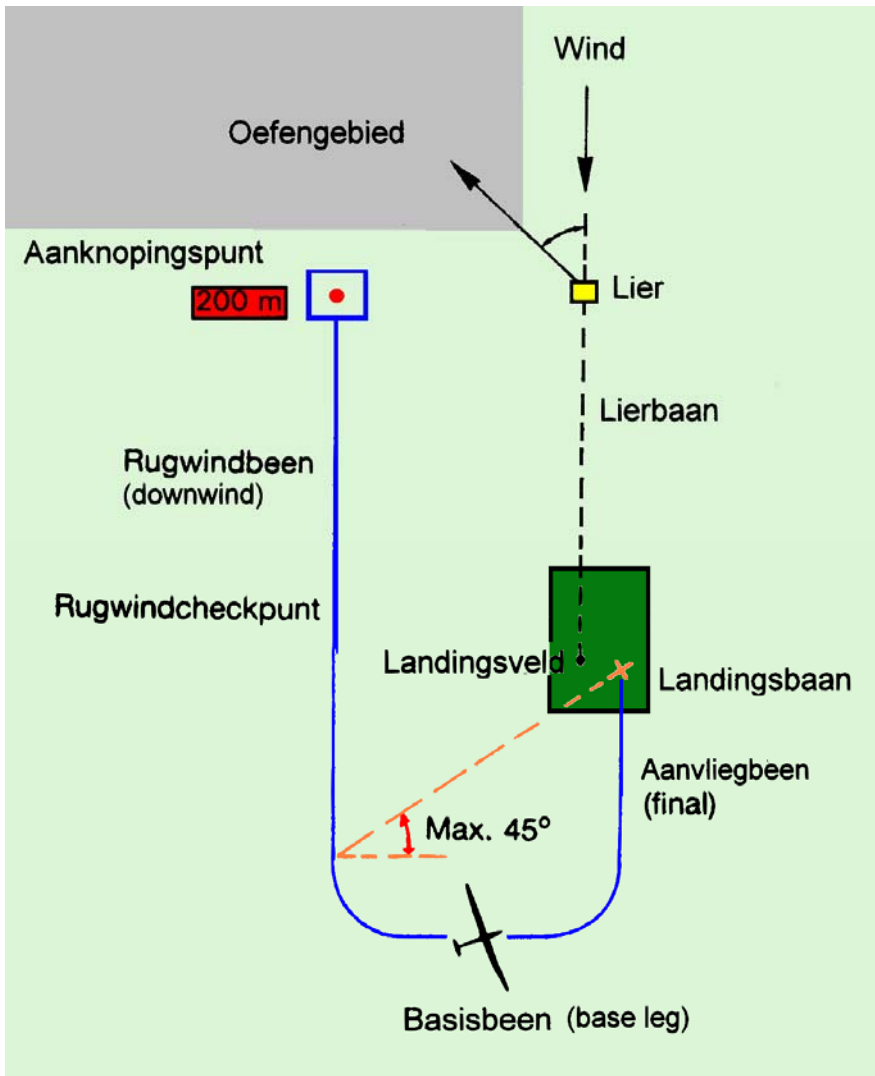 Wind
Oefengebied
Aanknopingspunt
200 m
Lier
Lierbaan
Rugwindbeen
(downwind)
Rugwindcheckpunt
Landingsveld
Landingsbaan
Aanvliegbeen
(final)
Max. 45°
Basisbeen (base leg)